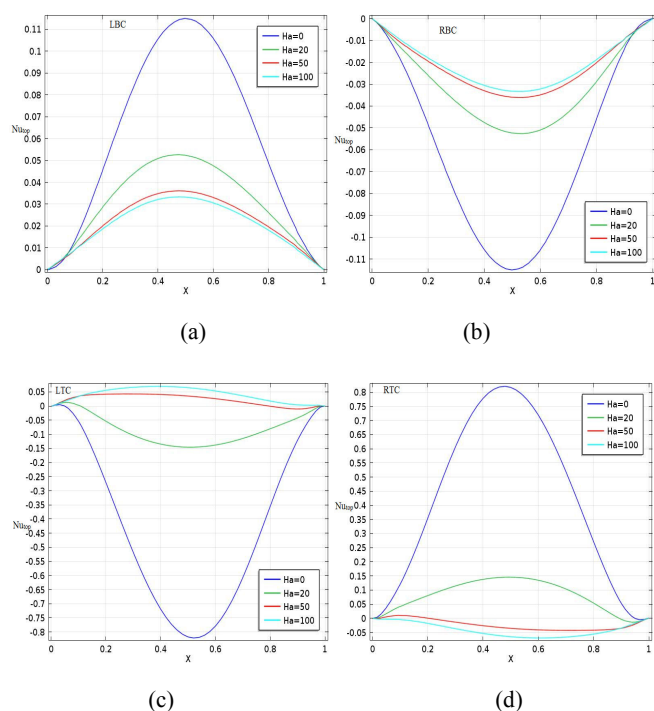 LBC
Ha=0
Ha=20
Ha=50
Ha=100
0.11
0.1
0.09
0.08
0.07
0.06
Nutop
0.05
0.04
0.03
0.02
0.01
0
0 0.2 0.4 0.6 0.8 1
X
(a)
RBC
0
-0.01
-0.02
-0.03
-0.04
-0.05
Nutop
-0.06
-0.07
-0.08
-0.09
-0.1
-0.11
Ha=0
Ha=20
Ha=50
Ha=100
0 0.2 0.4 0.6 0.8 1
X
(b)
LTC
0.05
0
-0.05
-0.1
-0.15
-0.2
-0.25
-0.3
-0.35
-0.4
Nutop
-0.45
-0.5
-0.55
-0.6
-0.65
-0.7
-0.75
-0.8
Ha=0
Ha=20
Ha=50
Ha=100
0 0.2 0.4 0.6 0.8 1
X
(c)
RTC
Ha=0
Ha=20
Ha=50
Ha=100
0.8
0.75
0.7
0.65
0.6
0.55
0.5
0.45
0.4
Nutop
0.35
0.3
0.25
0.2
0.15
0.1
0.05
0
-0.05
0 0.2 0.4 0.6 0.8 1
X
(d)